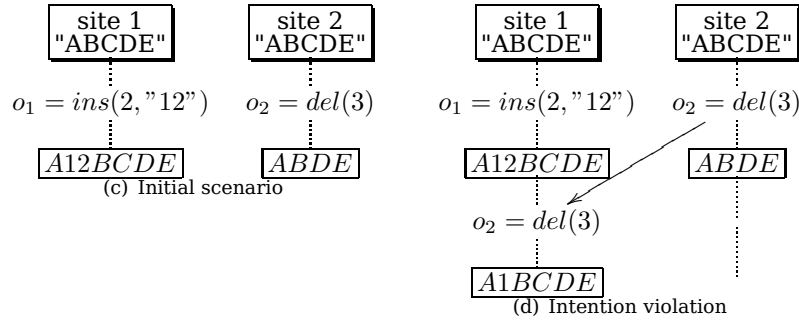 site 1
"ABCDE"
site 2
"ABCDE"
o₁ = ins(2, ”12”)
o₂ = del(3)
A12BCDE
ABDE
(c) Initial scenario
site 1
"ABCDE"
site 2
"ABCDE"
o₁ = ins(2, ”12”)
o₂ = del(3)
A12BCDE
ABDE
o₂ = del(3)
A1BCDE
(d) Intention violation